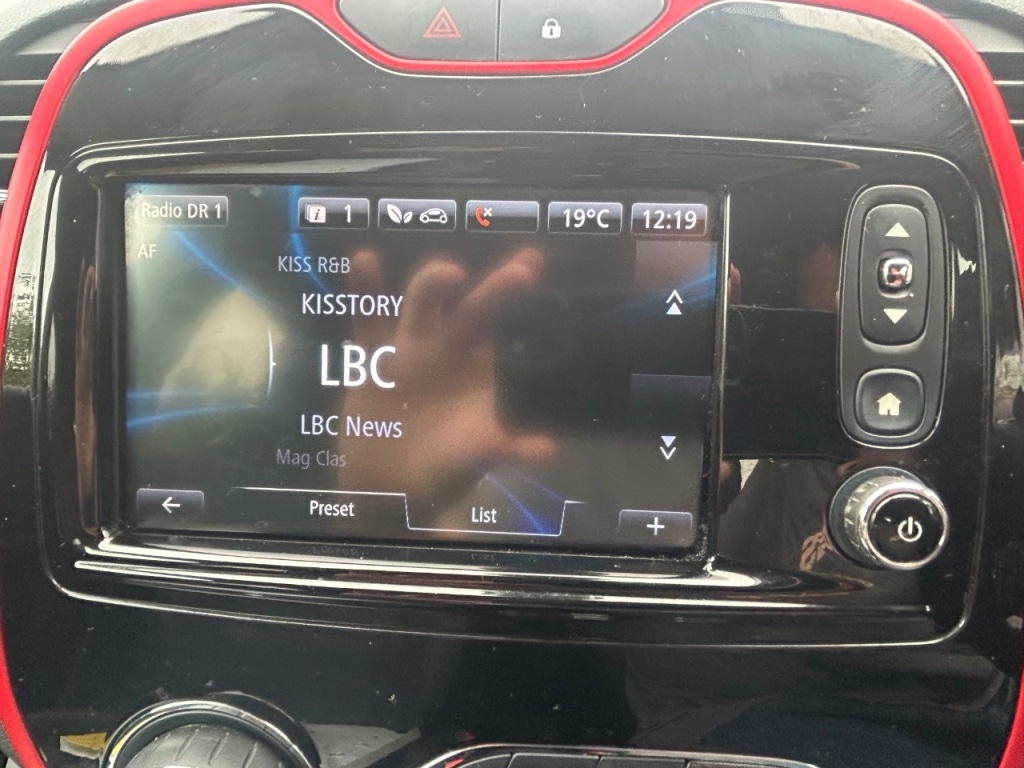 Radio DR 1
1
19°C
12:19
AF
KISS R&B
KISSTORY
LBC
LBC News
Mag Clas
Preset
List